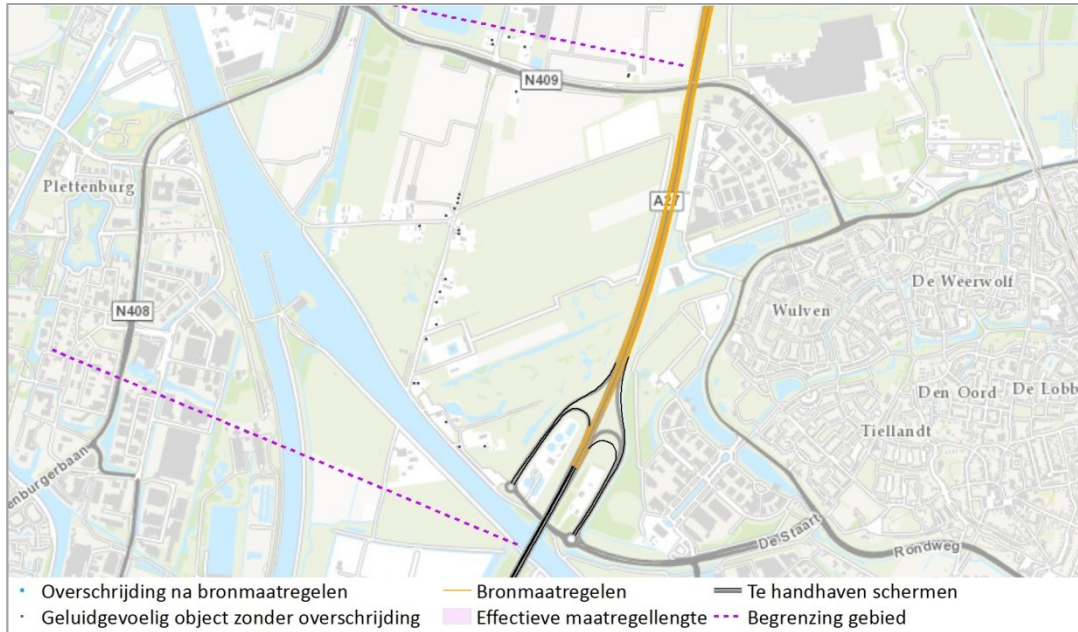 N409
Plettenburg
A27
De Weerwolf
N408
Wulven
Den Oord
De Lobb
Tiellandt
enburgerbaan
De Staart
Rondweg
Overschrijding na bronmaatregelen
Bronmaatregelen
Te handhaven schermen
Geluidgevoelig object zonder overschrijding
Effectieve maatregellengte
Begrenzing gebied